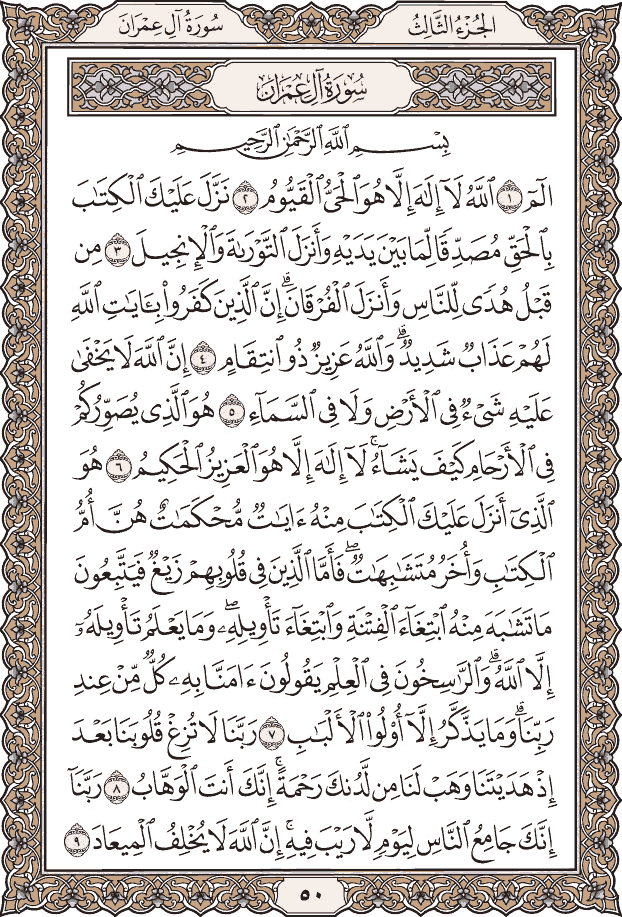 الجُزْءُ الثَّالِثُ
سُورَةُ آلِ عِمْرَانَ
سُورَةُ آلِ عِمْرَانَ
بِسْمِ ٱللَّهِ ٱلرَّحْمَٰنِ ٱلرَّحِيمِ
الٓمٓ ١ ٱللَّهُ لَآ إِلَٰهَ إِلَّا هُوَ ٱلْحَىُّ ٱلْقَيُّومُ ٢ نَزَّلَ عَلَيْكَ ٱلْكِتَٰبَ
بِٱلْحَقِّ مُصَدِّقًا لِّمَا بَيْنَ يَدَيْهِ وَأَنزَلَ ٱلتَّوْرَىٰةَ وَٱلْإِنجِيلَ ٣ مِن
قَبْلُ هُدًى لِّلنَّاسِ وَأَنزَلَ ٱلْفُرْقَانَ ۗ إِنَّ ٱلَّذِينَ كَفَرُوا۟ بِـَٔايَٰتِ ٱللَّهِ
لَهُمْ عَذَابٌ شَدِيدٌ ۗ وَٱللَّهُ عَزِيزٌ ذُو ٱنتِقَامٍ ٤ إِنَّ ٱللَّهَ لَا يَخْفَىٰ
عَلَيْهِ شَىْءٌ فِى ٱلْأَرْضِ وَلَا فِى ٱلسَّمَآءِ ٥ هُوَ ٱلَّذِى يُصَوِّرُكُمْ
فِى ٱلْأَرْحَامِ كَيْفَ يَشَآءُ ۚ لَآ إِلَٰهَ إِلَّا هُوَ ٱلْعَزِيزُ ٱلْحَكِيمُ ٦ هُوَ
ٱلَّذِىٓ أَنزَلَ عَلَيْكَ ٱلْكِتَٰبَ مِنْهُ ءَايَٰتٌ مُّحْكَمَٰتٌ هُنَّ أُمُّ
ٱلْكِتَٰبِ وَأُخَرُ مُتَشَٰبِهَٰتٌ ۖ فَأَمَّا ٱلَّذِينَ فِى قُلُوبِهِمْ زَيْغٌ فَيَتَّبِعُونَ
مَا تَشَٰبَهَ مِنْهُ ٱبْتِغَآءَ ٱلْفِتْنَةِ وَٱبْتِغَآءَ تَأْوِيلِهِۦ ۗ وَمَا يَعْلَمُ تَأْوِيلَهُۥٓ
إِلَّا ٱللَّهُ ۗ وَٱلرَّٰسِخُونَ فِى ٱلْعِلْمِ يَقُولُونَ ءَامَنَّا بِهِۦ كُلٌّ مِّنْ عِندِ
رَبِّنَا ۗ وَمَا يَذَّكَّرُ إِلَّآ أُو۟لُوا۟ ٱلْأَلْبَٰبِ ٧ رَبَّنَا لَا تُزِغْ قُلُوبَنَا بَعْدَ
إِذْ هَدَيْتَنَا وَهَبْ لَنَا مِن لَّدُنكَ رَحْمَةً ۚ إِنَّكَ أَنتَ ٱلْوَهَّابُ ٨ رَبَّنَآ
إِنَّكَ جَامِعُ ٱلنَّاسِ لِيَوْمٍ لَّا رَيْبَ فِيهِ ۚ إِنَّ ٱللَّهَ لَا يُخْلِفُ ٱلْمِيعَادَ ٩
٥٠